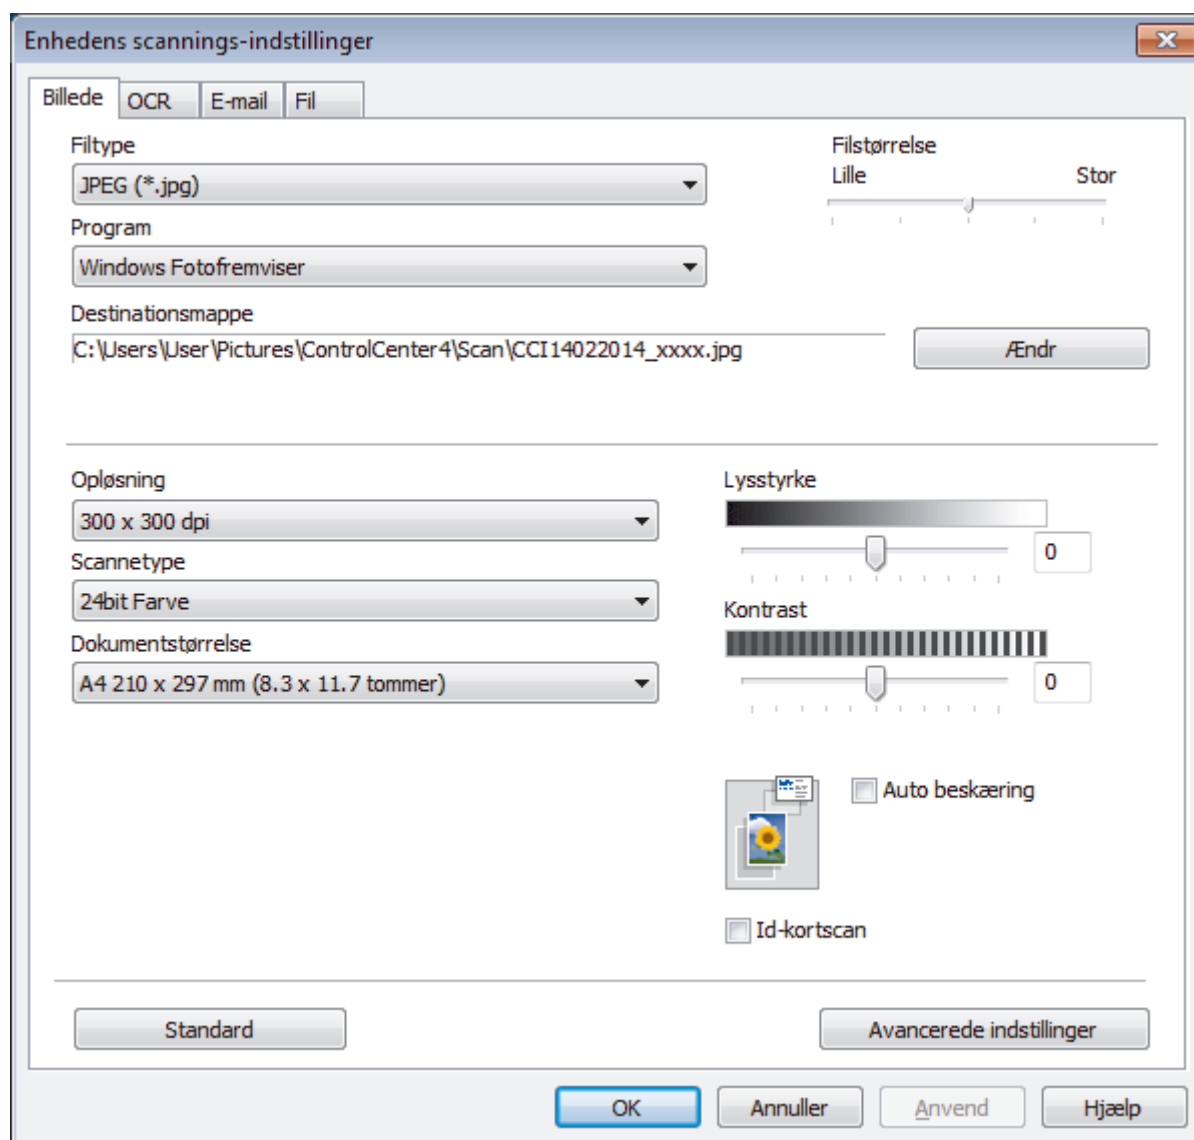 Enhedens scannings-indstillinger
Billede OCR E-mail Fil
Filtype
JPEG (*.jpg)
Program
Windows Fotofremviser
Destinationsmappe
C:\Users\User\Pictures\ControlCenter4\Scan\CCI14022014_xxxx.jpg
Ændr
Filstørrelse
Lille Stor
Opløsning
300 x 300 dpi
Scannetype
24bit Farve
Dokumentstørrelse
A4 210 x 297 mm (8.3 x 11.7 tommer)
Lysstyrke
0
Kontrast
0
Auto beskæring
Id-kortscan
Standard Avancerede indstillinger
OK Annuller Anvend Hjælp